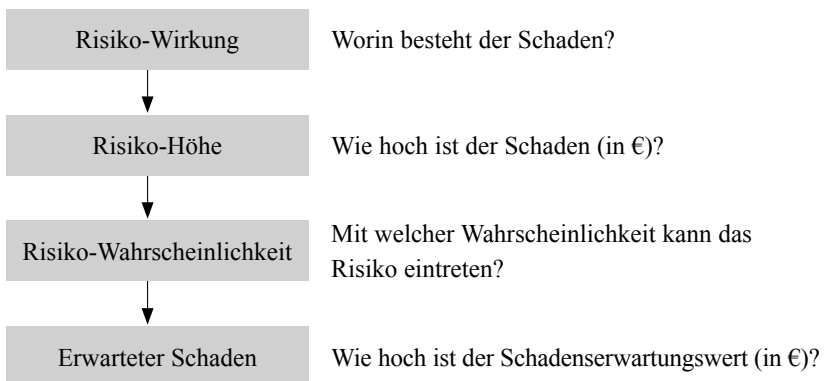 Risiko-Wirkung
Worin besteht der Schaden?
Risiko-Höhe
Wie hoch ist der Schaden (in €)?
Risiko-Wahrscheinlichkeit
Mit welcher Wahrscheinlichkeit kann das
Risiko eintreten?
Erwarteter Schaden
Wie hoch ist der Schadenserwartungswert (in €)?